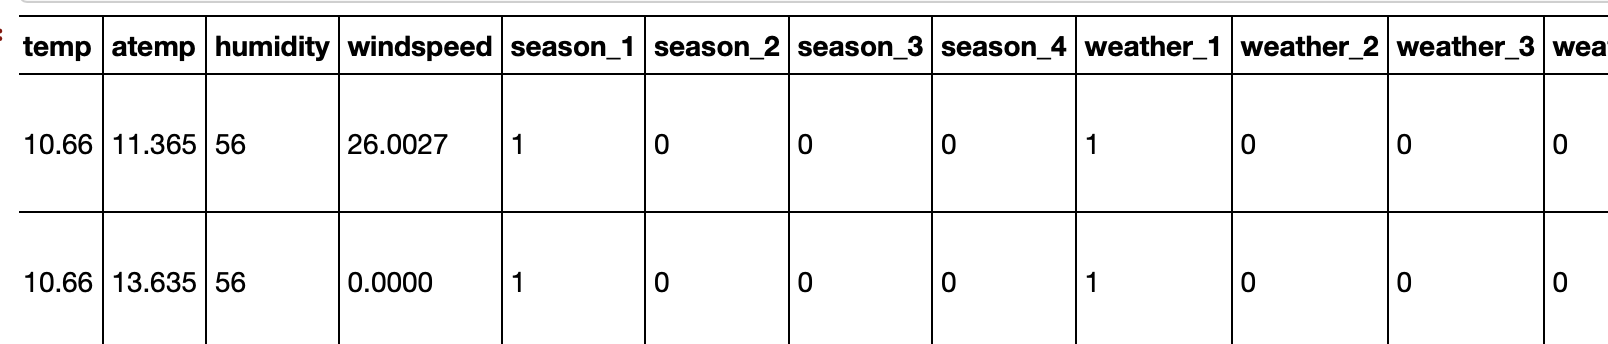 temp atemp humidity windspeed season_1 season_2 season_3 season_4 weather_1 weather_2 weather_3
10.66 11.365 56 26.0027 1 0 0 0 1 0 0 0
10.66 13.635 56 0.0000 1 0 0 0 1 0 0 0